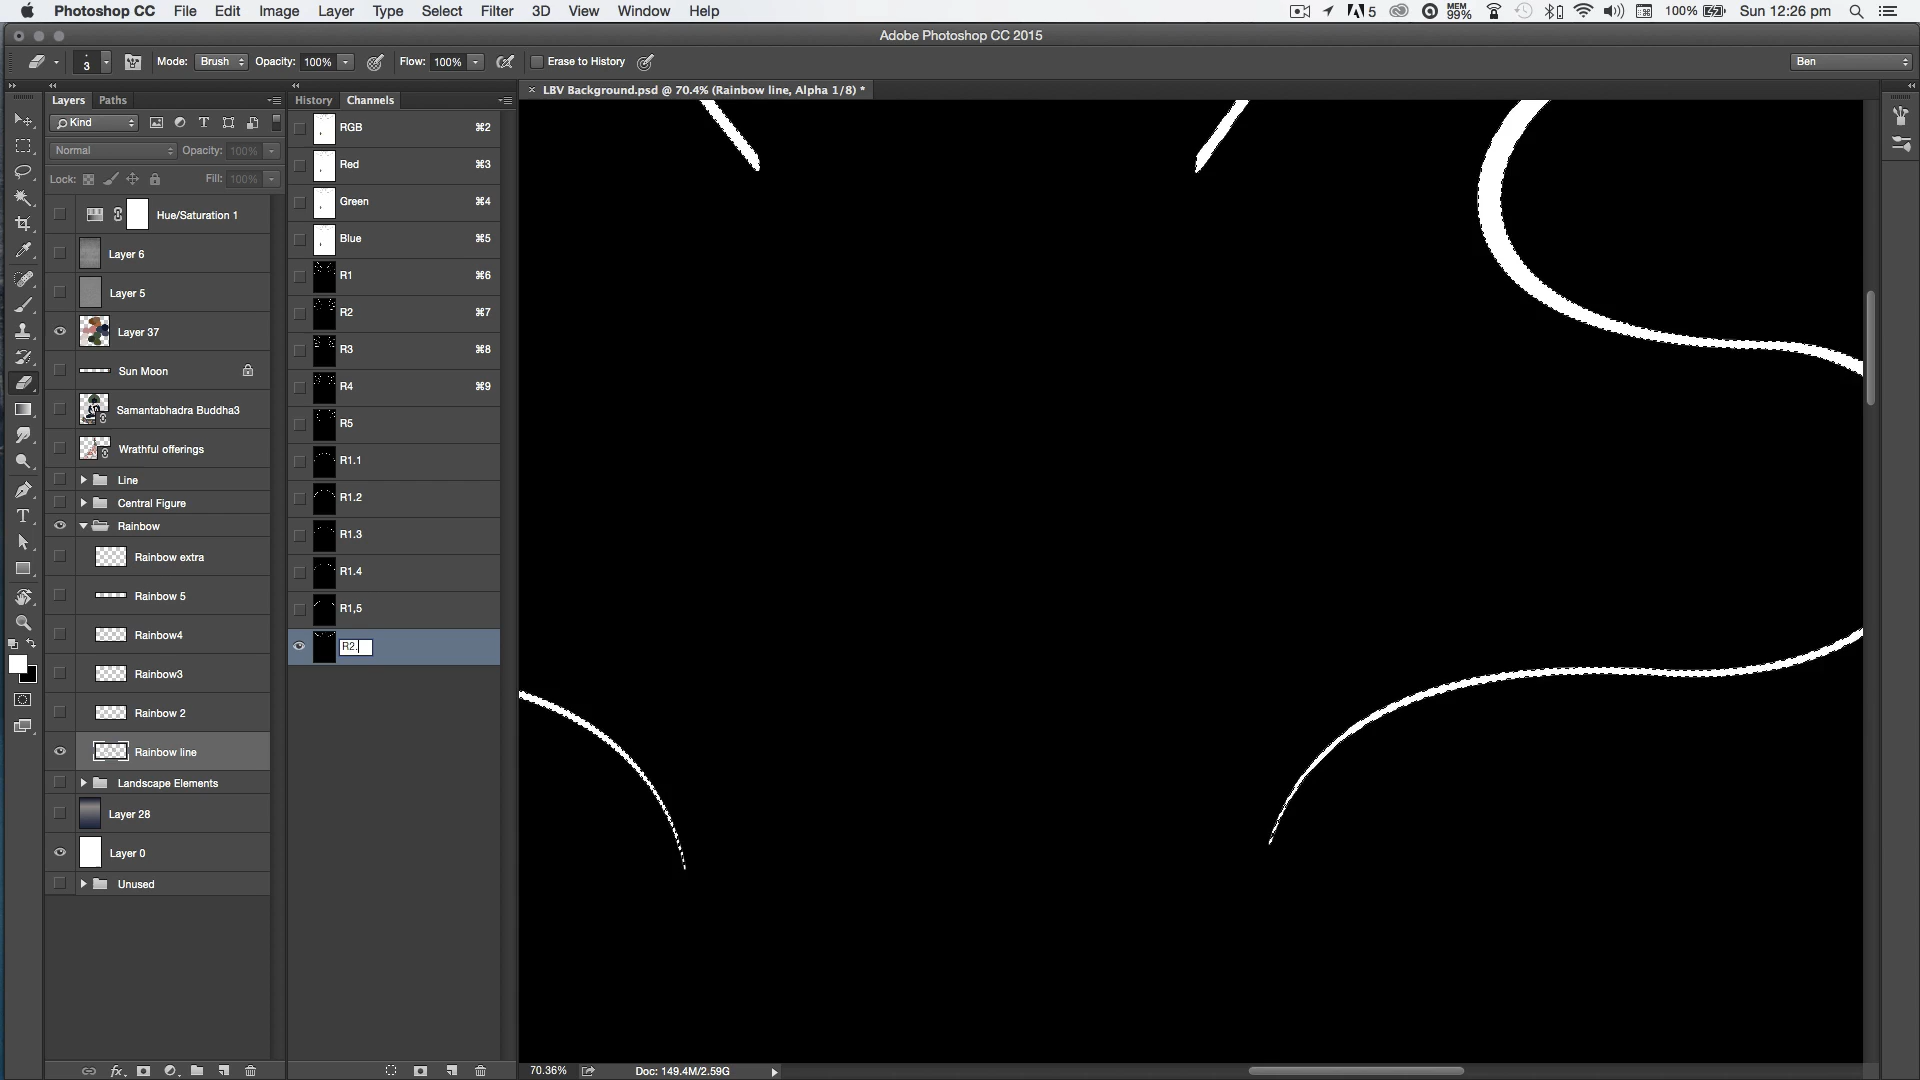 Photoshop CC File Edit Image Layer Type Select Filter 3D View Window Help 5 MEM 99% 100% Sun 12:26 pm
Adobe Photoshop CC 2015
3 Mode: Brush Opacity: 100% Flow: 100% Erase to History Ben
Layers Paths History Channels × LBV Background.psd @ 70.4% (Rainbow line, Alpha 1/8) *
Kind
Normal Opacity: 100%
Lock: Fill: 100%
Hue/Saturation 1
Layer 6
Layer 5
Layer 37
Sun Moon
Samantabhadra Buddha3
Wrathful offerings
Line
Central Figure
Rainbow
Rainbow extra
Rainbow 5
Rainbow4
Rainbow3
Rainbow 2
Rainbow line
Landscape Elements
Layer 28
Layer 0
Unused
fx
RGB ⌘2
Red ⌘3
Green ⌘4
Blue ⌘5
R1 ⌘6
R2 ⌘7
R3 ⌘8
R4 ⌘9
R5
R1.1
R1.2
R1.3
R1.4
R1,5
R2.
70.36% Doc: 149.4M/2.59G